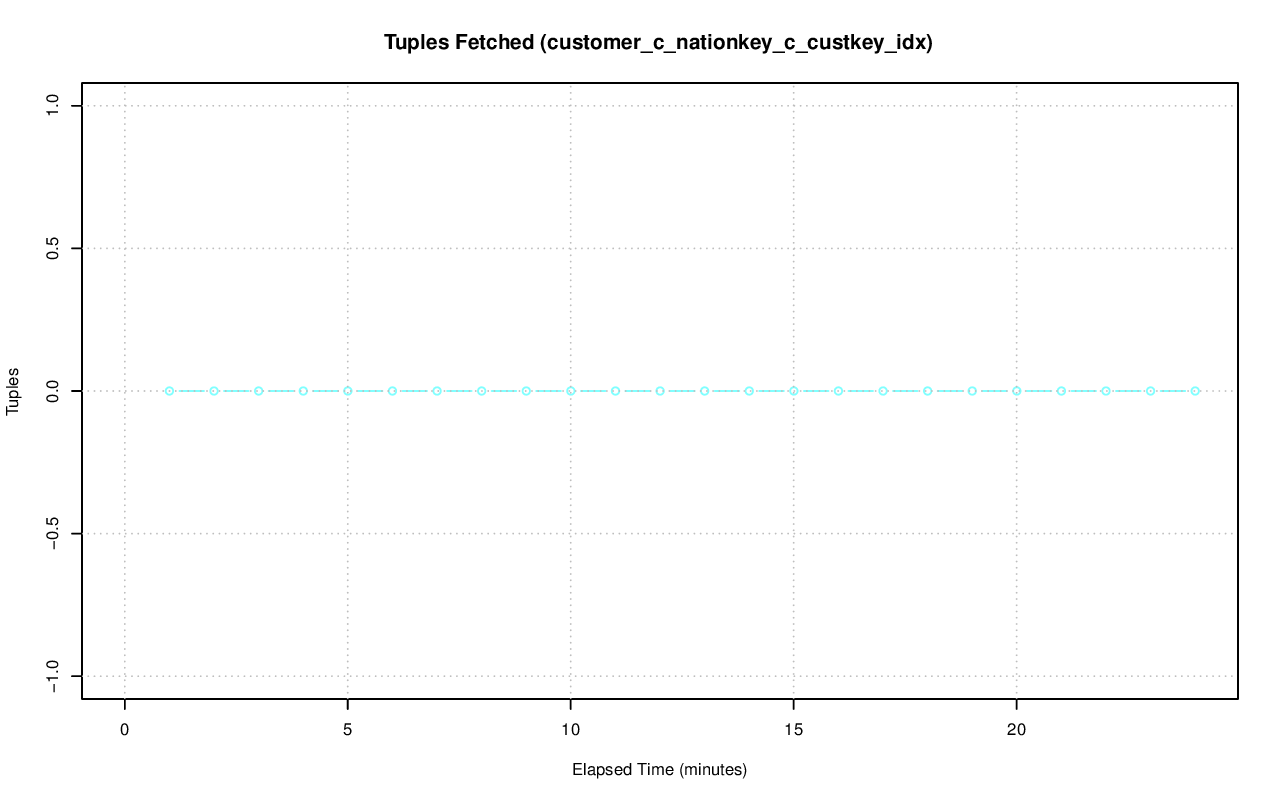 Tuples Fetched (customer_c_nationkey_c_custkey_idx)
1.0
0.5
0.0
−0.5
−1.0
Tuples
0 5 10 15 20
Elapsed Time (minutes)